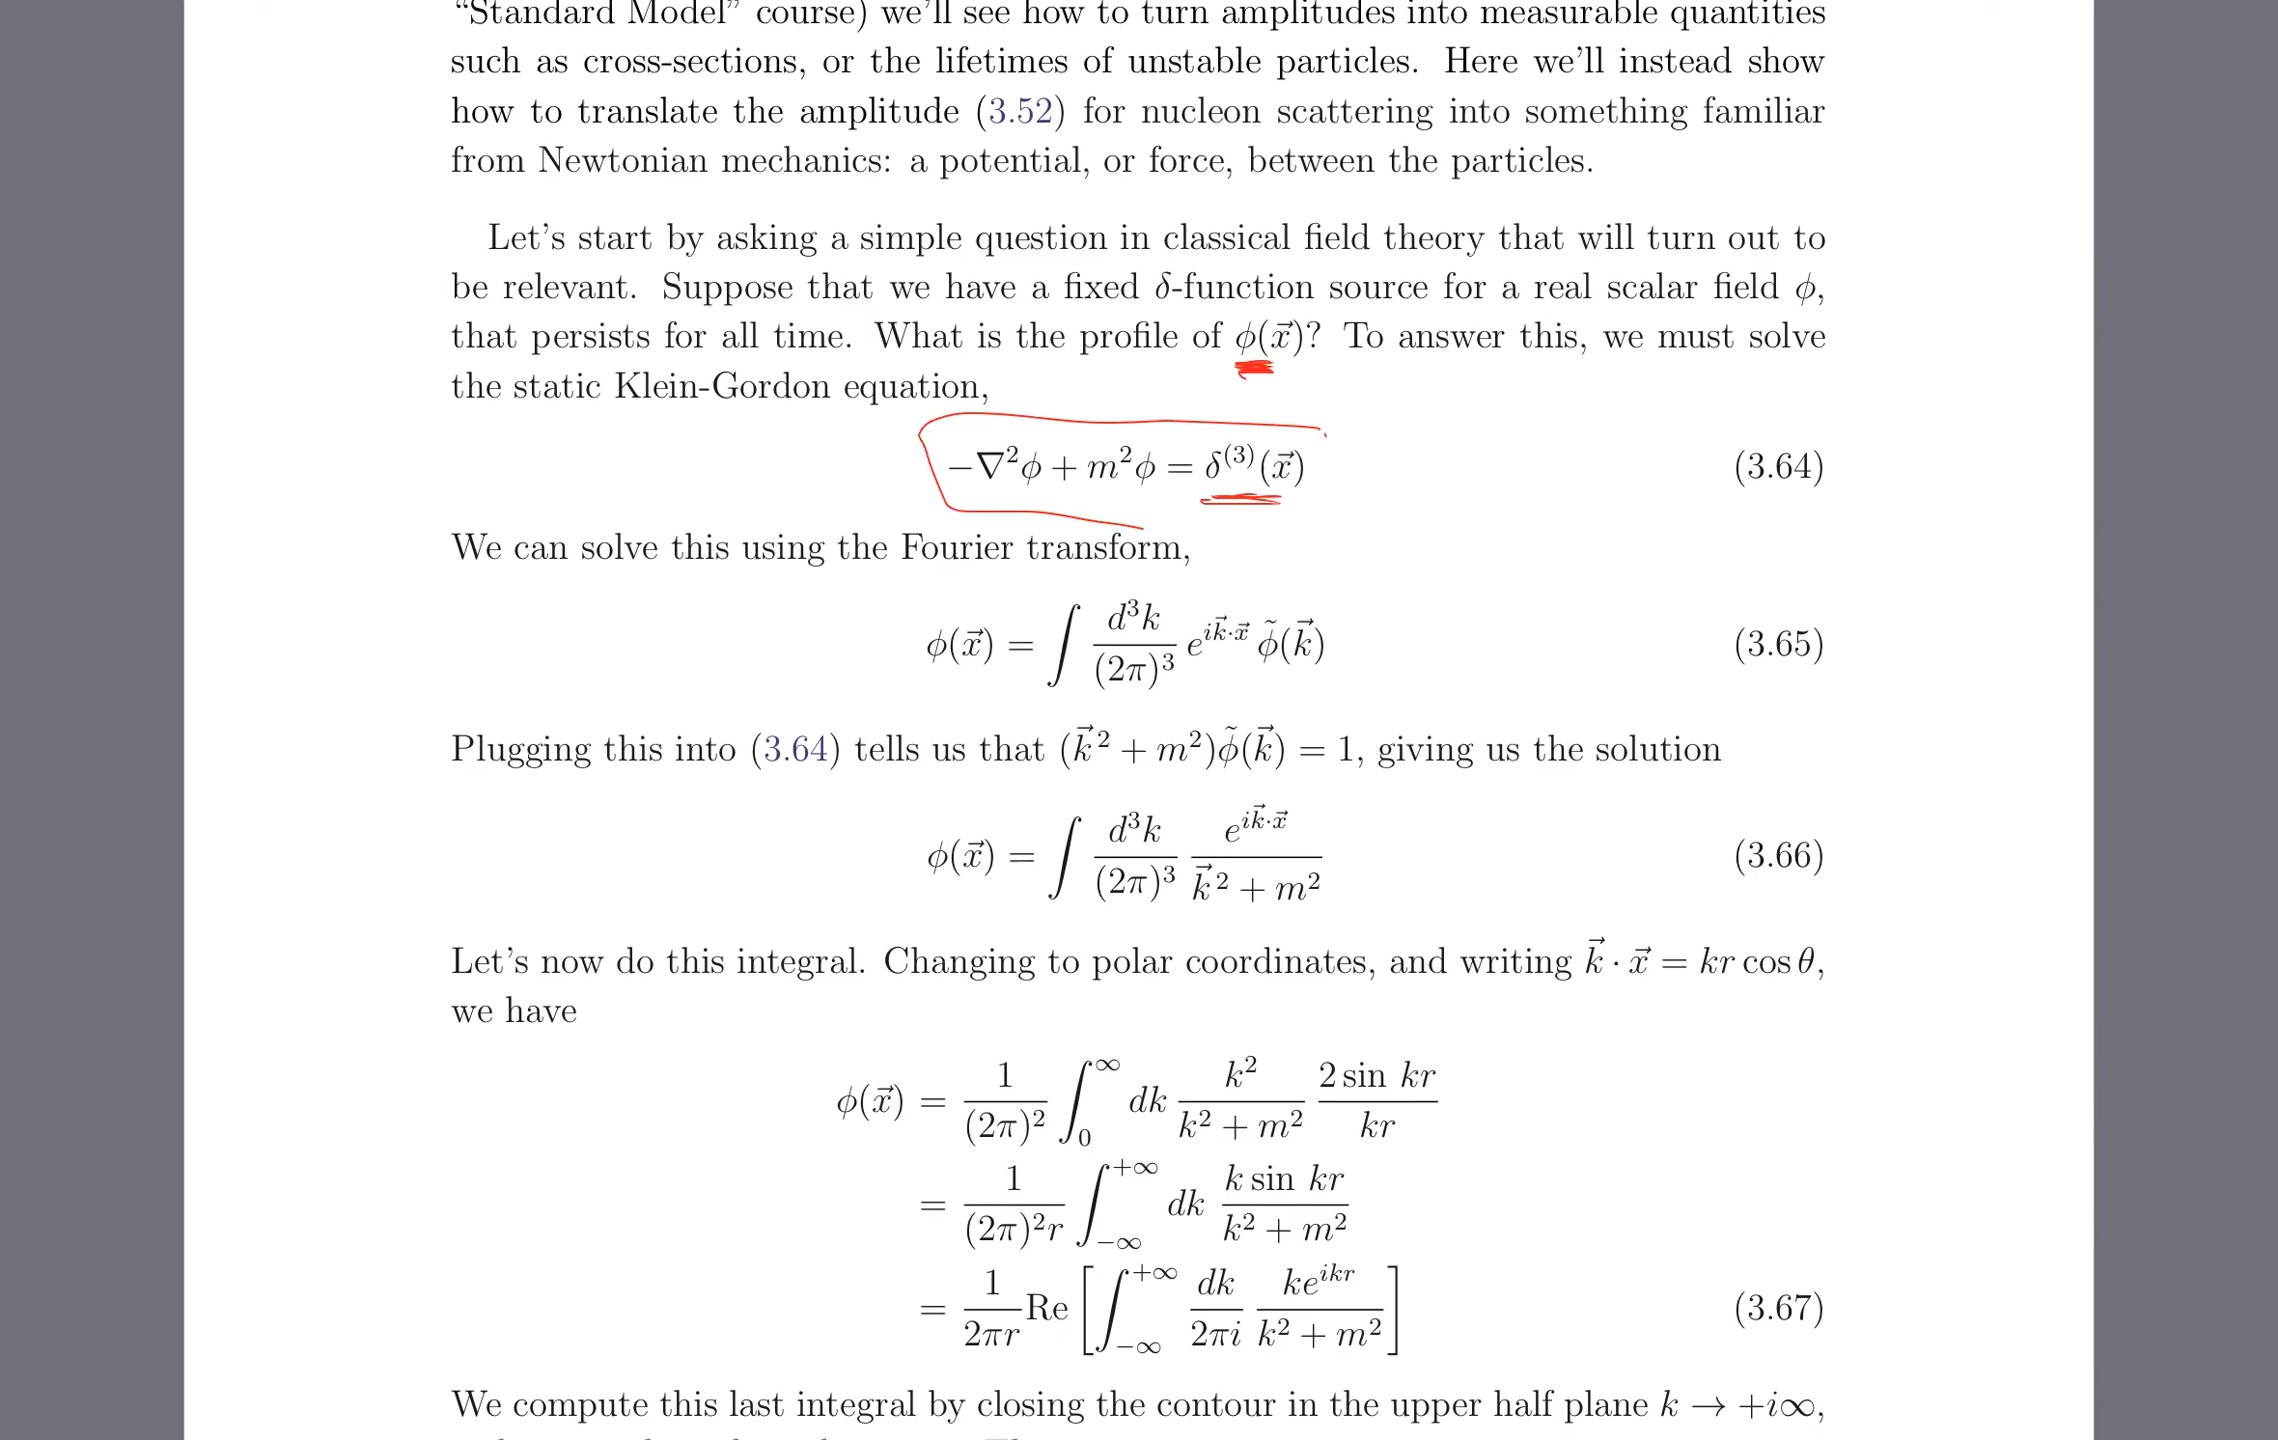 “Standard Model” course) we’ll see how to turn amplitudes into measurable quantities
such as cross-sections, or the lifetimes of unstable particles. Here we’ll instead show
how to translate the amplitude (3.52) for nucleon scattering into something familiar
from Newtonian mechanics: a potential, or force, between the particles.
Let’s start by asking a simple question in classical field theory that will turn out to
be relevant. Suppose that we have a fixed δ-function source for a real scalar field ϕ,
that persists for all time. What is the profile of ϕ(x⃗)? To answer this, we must solve
the static Klein-Gordon equation,
−∇²ϕ + m²ϕ = δ⁽³⁾(x⃗) (3.64)
We can solve this using the Fourier transform,
ϕ(x⃗) = ∫ d³k/(2π)³ e^{ik⃗·x⃗} ϕ̃(k⃗) (3.65)
Plugging this into (3.64) tells us that (k⃗² + m²)ϕ̃(k⃗) = 1, giving us the solution
ϕ(x⃗) = ∫ d³k/(2π)³ e^{ik⃗·x⃗}/(k⃗² + m²) (3.66)
Let’s now do this integral. Changing to polar coordinates, and writing k⃗ · x⃗ = kr cos θ,
we have
ϕ(x⃗) = 1/(2π)² ∫₀^∞ dk k²/(k² + m²) 2 sin kr/kr
= 1/((2π)²r) ∫_{−∞}^{+∞} dk k sin kr/(k² + m²)
= 1/(2πr) Re [∫_{−∞}^{+∞} dk/(2πi) ke^{ikr}/(k² + m²)] (3.67)
We compute this last integral by closing the contour in the upper half plane k → +i∞,